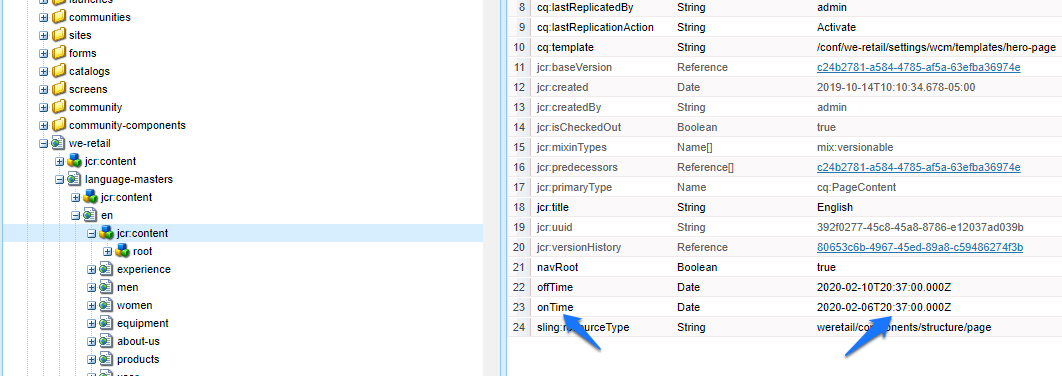 launches
communities
sites
forms
catalogs
screens
community
community-components
we-retail
jcr:content
language-masters
jcr:content
en
jcr:content
root
experience
men
women
equipment
about-us
products
8 cq:lastReplicatedBy String admin
9 cq:lastReplicationAction String Activate
10 cq:template String /conf/we-retail/settings/wcm/templates/hero-page
11 jcr:baseVersion Reference c24b2781-a584-4785-af5a-63efba36974e
12 jcr:created Date 2019-10-14T10:10:34.678-05:00
13 jcr:createdBy String admin
14 jcr:isCheckedOut Boolean true
15 jcr:mixinTypes Name[] mix:versionable
16 jcr:predecessors Reference[] c24b2781-a584-4785-af5a-63efba36974e
17 jcr:primaryType Name cq:PageContent
18 jcr:title String English
19 jcr:uuid String 392f0277-45c8-45a8-8786-e12037ad039b
20 jcr:versionHistory Reference 80653c6b-4967-45ed-89a8-c59486274f3b
21 navRoot Boolean true
22 offTime Date 2020-02-10T20:37:00.000Z
23 onTime Date 2020-02-06T20:37:00.000Z
24 sling:resourceType String weretail/components/structure/page